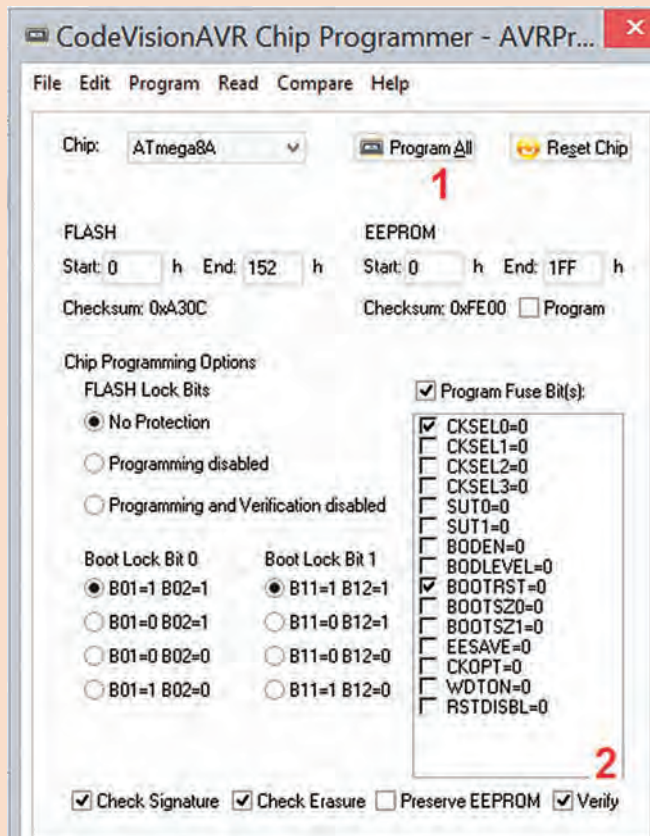 CodeVisionAVR Chip Programmer - AVRPr...
File Edit Program Read Compare Help
Chip: ATmega8A Program All Reset Chip
1
FLASH EEPROM
Start: 0 h End: 152 h Start: 0 h End: 1FF h
Checksum: 0xA30C Checksum: 0xFE00 Program
Chip Programming Options
FLASH Lock Bits Program Fuse Bit(s):
No Protection CKSEL0=0
CKSEL1=0
CKSEL2=0
Programming disabled CKSEL3=0
SUT0=0
Programming and Verification disabled SUT1=0
BODEN=0
Boot Lock Bit 0 Boot Lock Bit 1 BODLEVEL=0
B01=1 B02=1 B11=1 B12=1 BOOTRST=0
B01=0 B02=1 B11=0 B12=1 BOOTSZ0=0
BOOTSZ1=0
B01=0 B02=0 B11=0 B12=0 EESAVE=0
CKOPT=0
B01=1 B02=0 B11=1 B12=0 WDTON=0
RSTDISBL=0
2
Check Signature Check Erasure Preserve EEPROM Verify